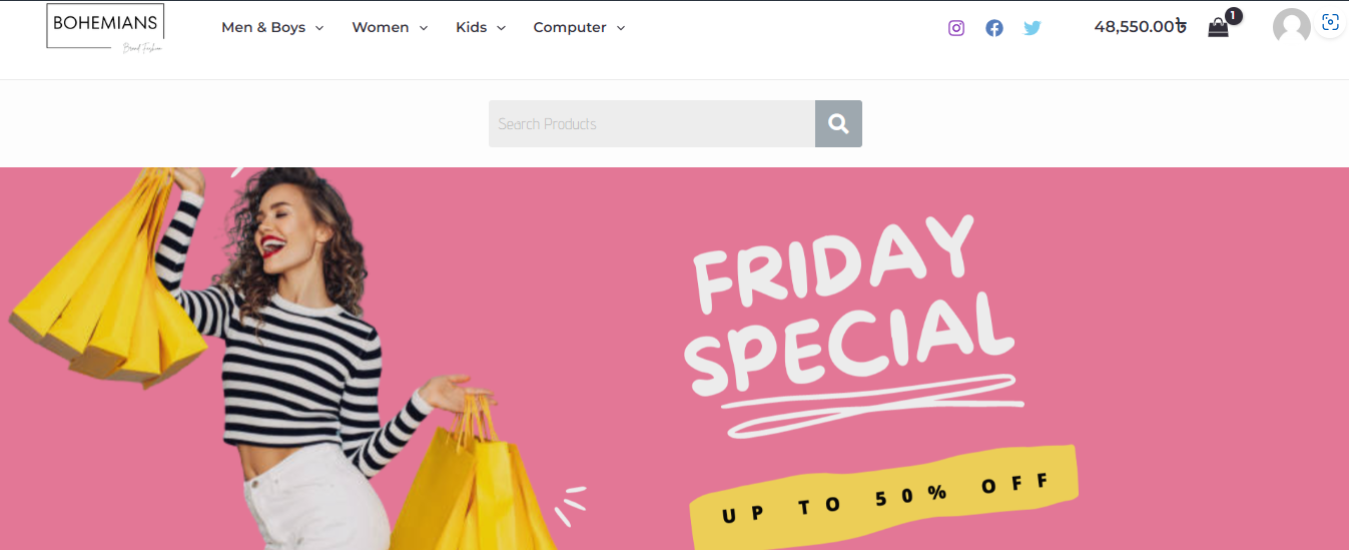 BOHEMIANS
Brand Fashion
Men & Boys
Women
Kids
Computer
48,550.00৳
1
Search Products
FRIDAY
SPECIAL
UP TO 50% OFF